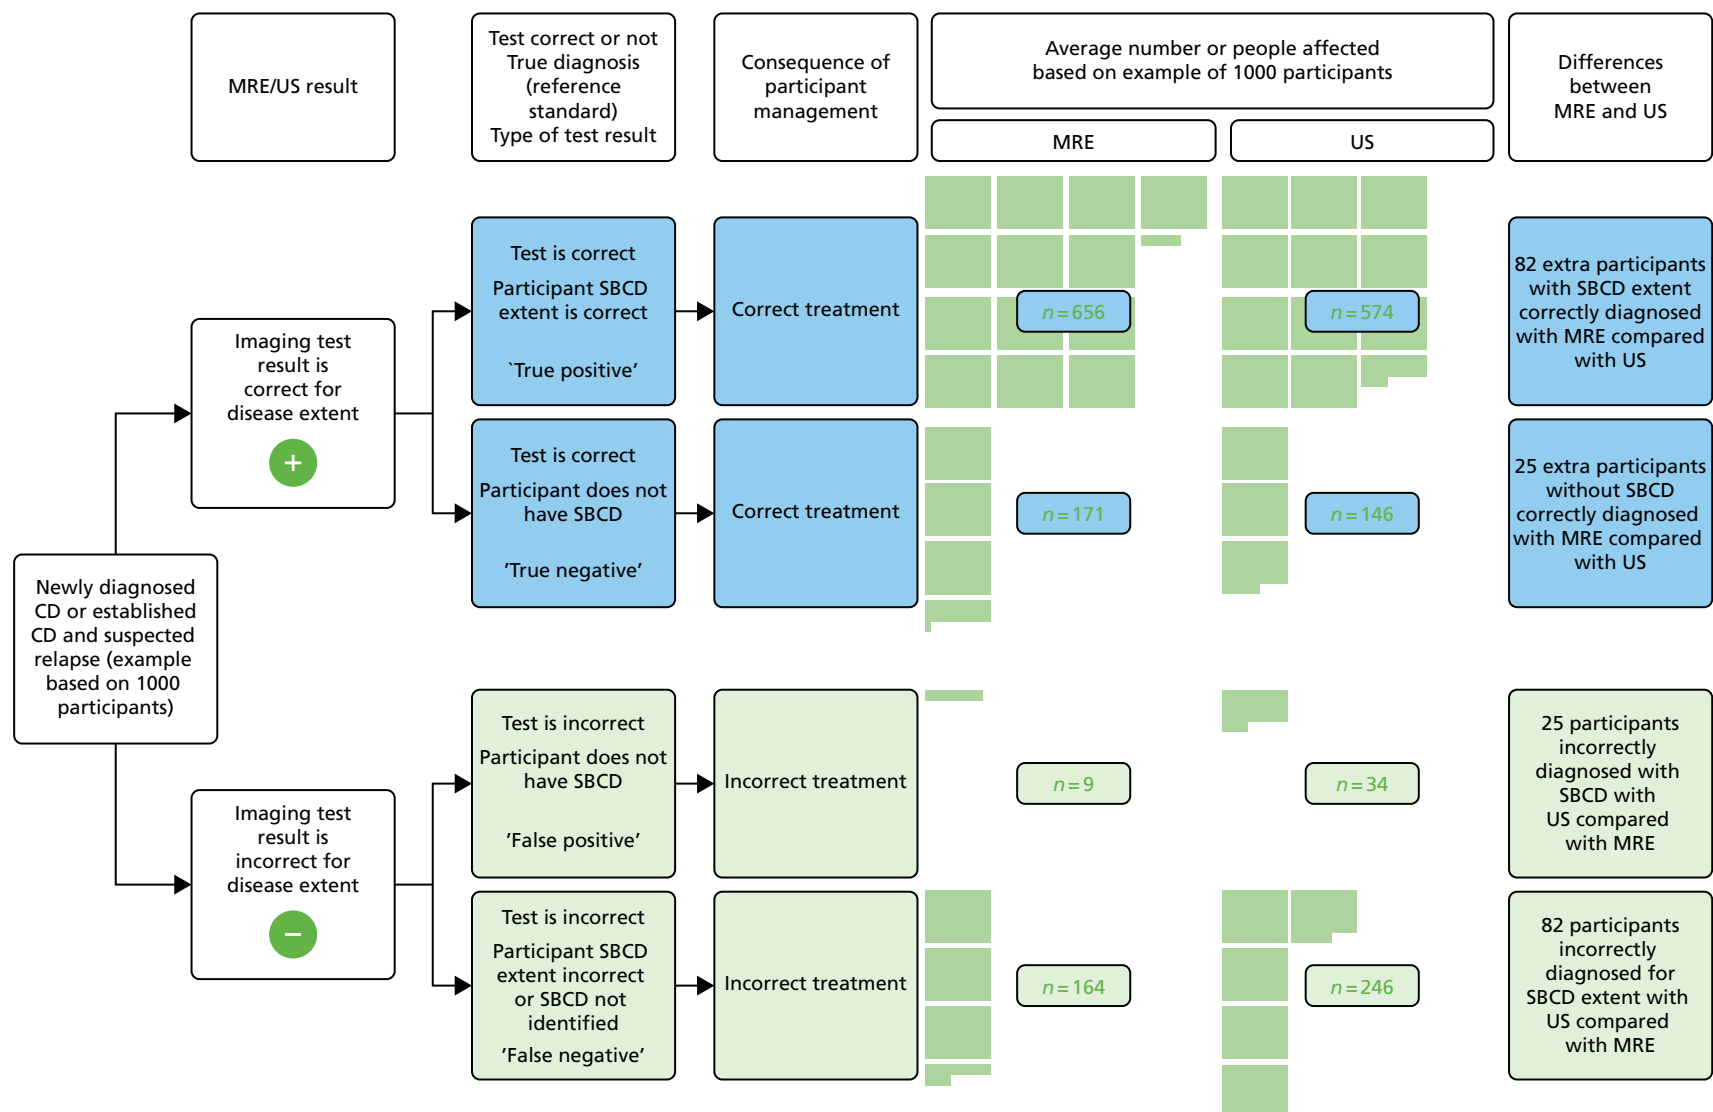 MRE/US result
Test correct or not
True diagnosis
(reference
standard)
Type of test result
Consequence of
participant
management
Average number or people affected
based on example of 1000 participants
MRE
US
Differences
between
MRE and US
Newly diagnosed
CD or established
CD and suspected
relapse (example
based on 1000
participants)
Imaging test
result is
correct for
disease extent
+
Test is correct
Participant SBCD
extent is correct
`True positive’
Correct treatment
n=656
n=574
82 extra participants
with SBCD extent
correctly diagnosed
with MRE compared
with US
Test is correct
Participant does not
have SBCD
’True negative’
Correct treatment
n=171
n=146
25 extra participants
without SBCD
correctly diagnosed
with MRE compared
with US
Imaging test
result is
incorrect for
disease extent
−
Test is incorrect
Participant does not
have SBCD
’False positive’
Incorrect treatment
n=9
n=34
25 participants
incorrectly
diagnosed with
SBCD with
US compared
with MRE
Test is incorrect
Participant SBCD
extent incorrect
or SBCD not
identified
’False negative’
Incorrect treatment
n=164
n=246
82 participants
incorrectly
diagnosed for
SBCD extent with
US compared
with MRE